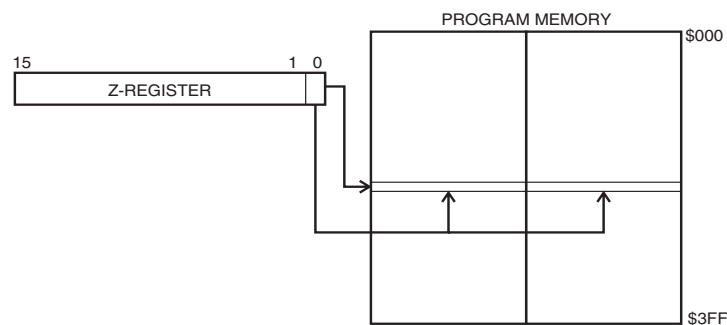 PROGRAM MEMORY
$000
15 1 0
Z-REGISTER
$3FF